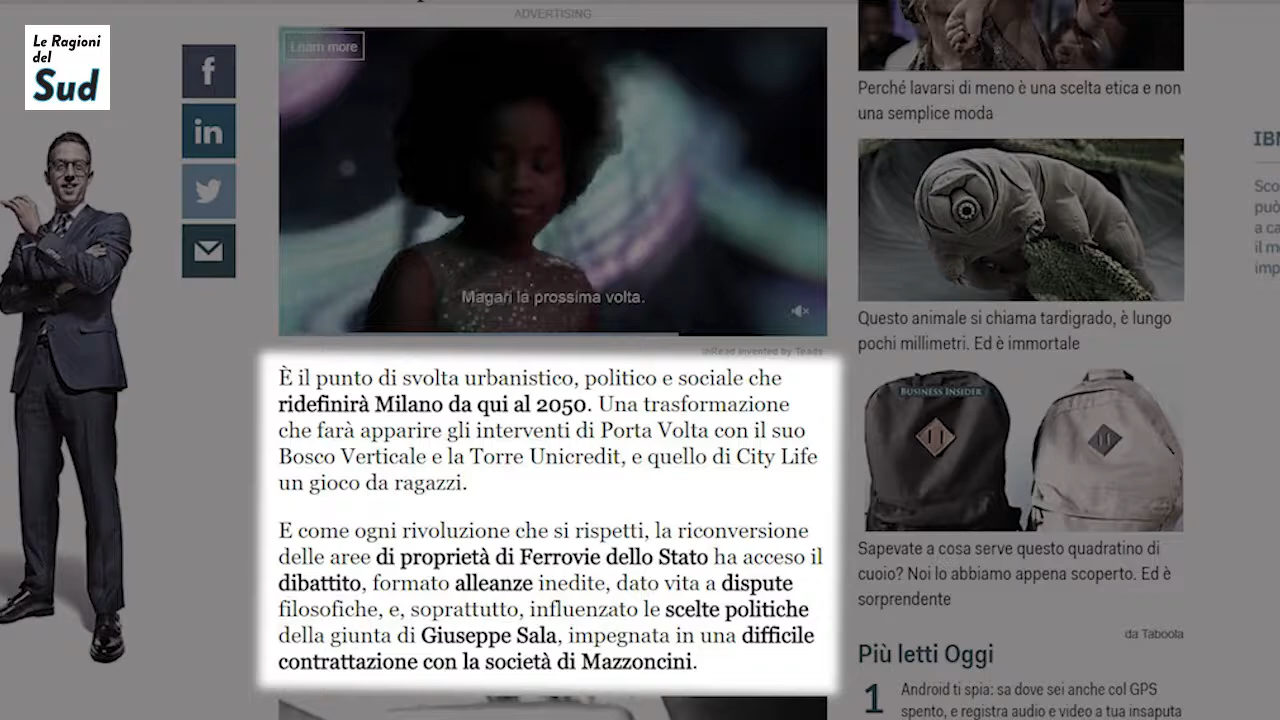 Le Ragioni
del
Sud
ADVERTISING
Learn more
Magari la prossima volta.
inRead invented by Teads
È il punto di svolta urbanistico, politico e sociale che
ridefinirà Milano da qui al 2050. Una trasformazione
che farà apparire gli interventi di Porta Volta con il suo
Bosco Verticale e la Torre Unicredit, e quello di City Life
un gioco da ragazzi.
E come ogni rivoluzione che si rispetti, la riconversione
delle aree di proprietà di Ferrovie dello Stato ha acceso il
dibattito, formato alleanze inedite, dato vita a dispute
filosofiche, e, soprattutto, influenzato le scelte politiche
della giunta di Giuseppe Sala, impegnata in una difficile
contrattazione con la società di Mazzoncini.
Perché lavarsi di meno è una scelta etica e non
una semplice moda
Questo animale si chiama tardigrado, è lungo
pochi millimetri. Ed è immortale
BUSINESS INSIDER
Sapevate a cosa serve questo quadratino di
cuoio? Noi lo abbiamo appena scoperto. Ed è
sorprendente
da Taboola
Più letti Oggi
1
Android ti spia: sa dove sei anche col GPS
spento, e registra audio e video a tua insaputa